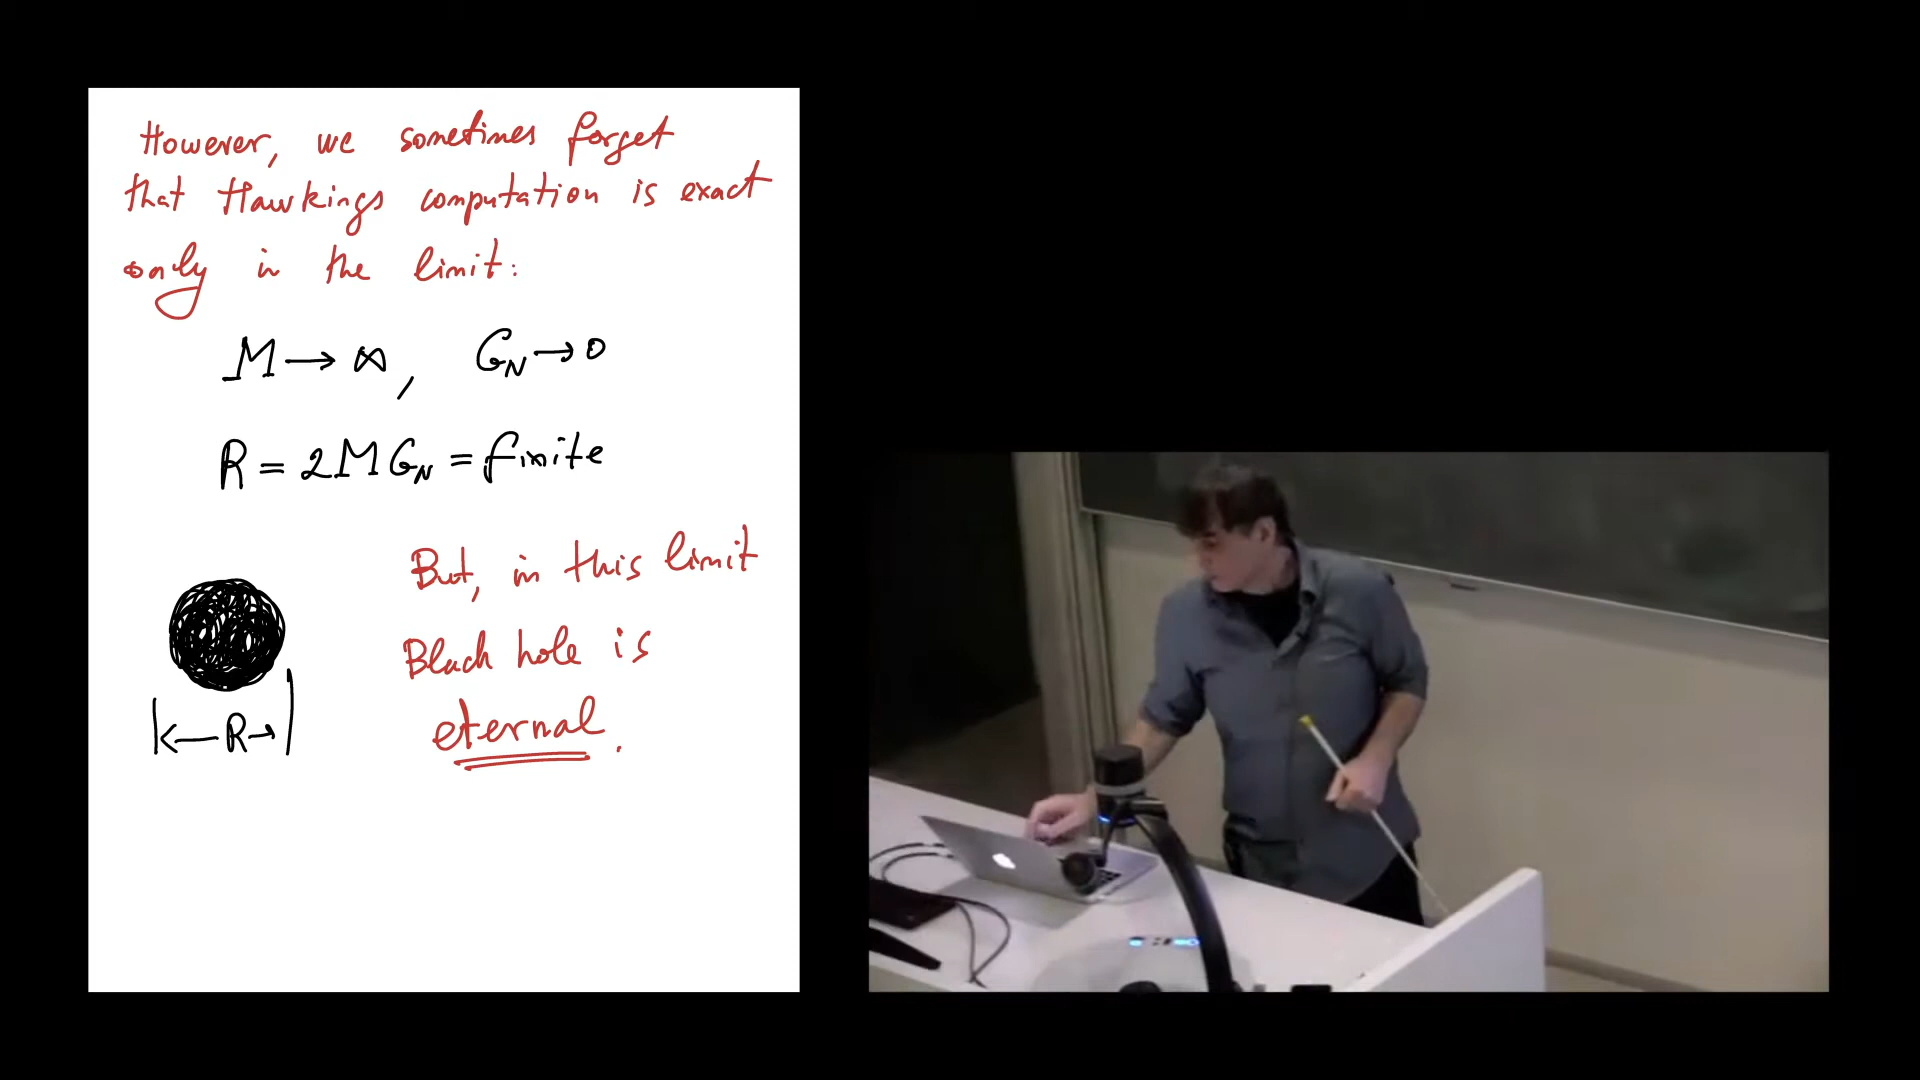 However, we sometimes forget
that Hawkings computation is exact
only in the limit:
M → ∞, G_N → 0
R = 2MG_N = finite
But, in this limit
Black hole is
eternal.
R